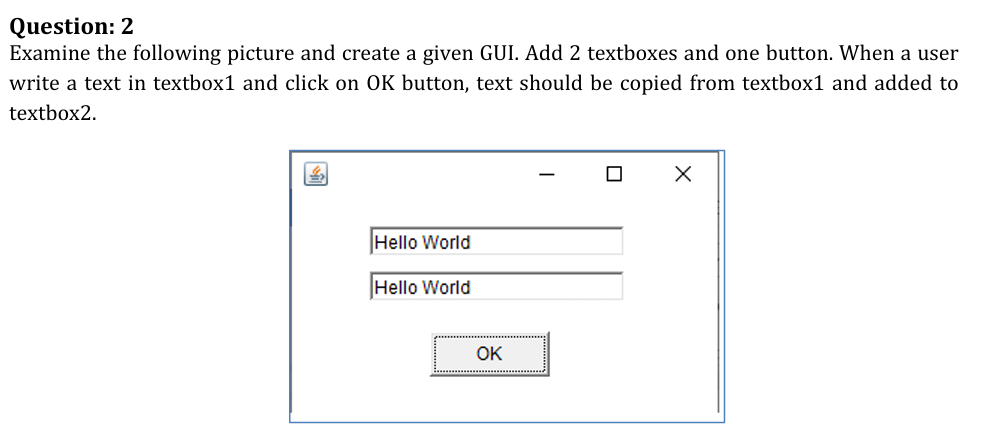 Question: 2
Examine the following picture and create a given GUI. Add 2 textboxes and one button. When a user
write a text in textbox1 and click on OK button, text should be copied from textbox1 and added to
textbox2.
Hello World
Hello World
OK